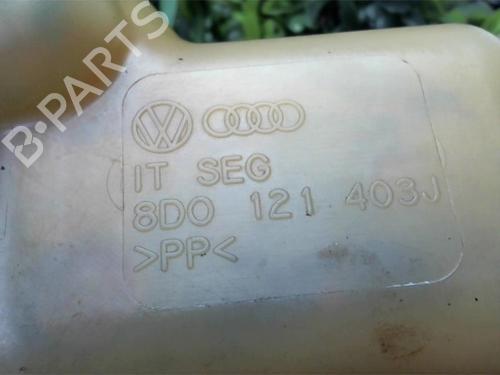 B-PARTS
IT SEG
8D0 121 403J
>PP<